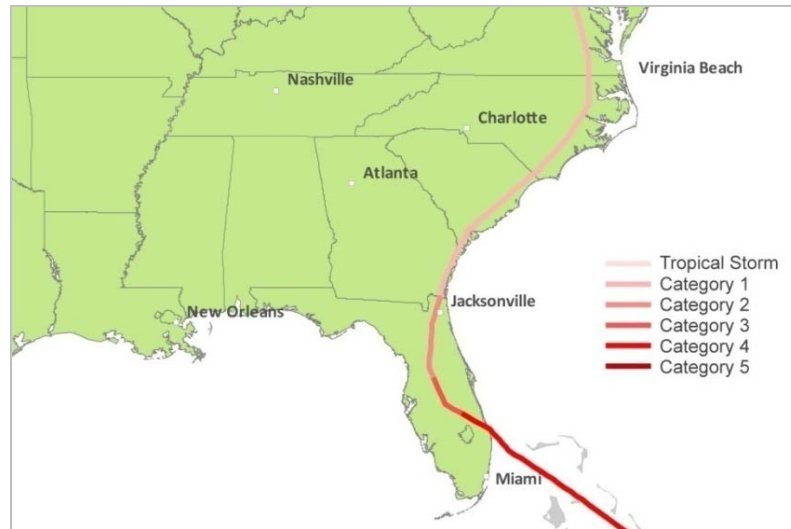 Virginia Beach
Nashville
Charlotte
Atlanta
Tropical Storm
Category 1
Category 2
Category 3
Category 4
Category 5
Jacksonville
New Orleans
Miami